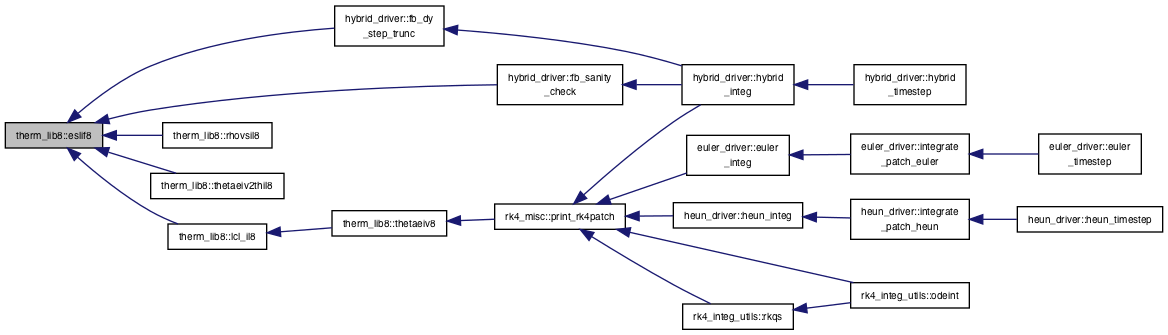 hybrid_driver::fb_dy
_step_trunc
hybrid_driver::fb_sanity
_check
hybrid_driver::hybrid
_integ
hybrid_driver::hybrid
_timestep
therm_lib8::eslif8
therm_lib8::rhovsil8
euler_driver::euler
_integ
euler_driver::integrate
_patch_euler
euler_driver::euler
_timestep
therm_lib8::thetaeiv2thil8
therm_lib8::lcl_il8
therm_lib8::thetaeiv8
rk4_misc::print_rk4patch
heun_driver::heun_integ
heun_driver::integrate
_patch_heun
heun_driver::heun_timestep
rk4_integ_utils::odeint
rk4_integ_utils::rkqs